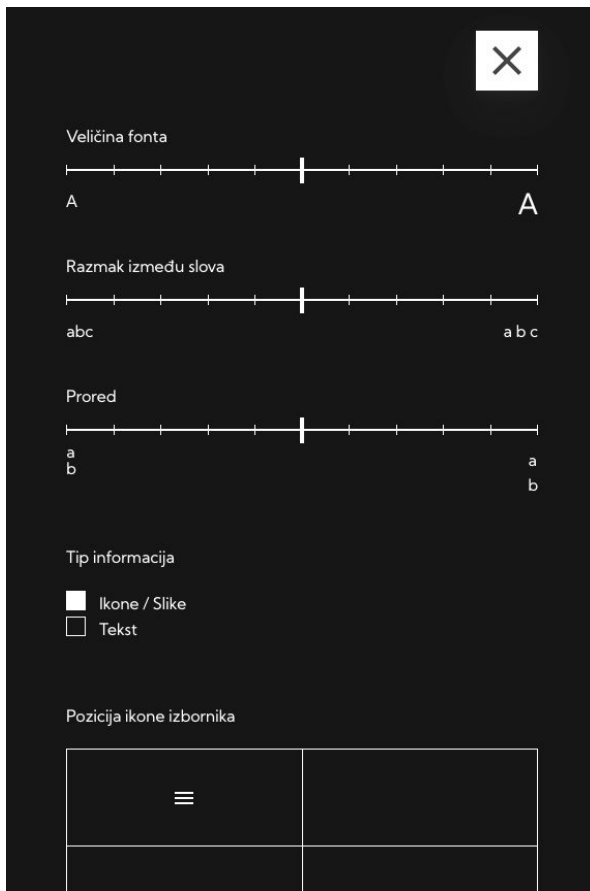 Veličina fonta
A A
Razmak između slova
abc a b c
Prored
a a
b b
Tip informacija
Ikone / Slike
Tekst
Pozicija ikone izbornika